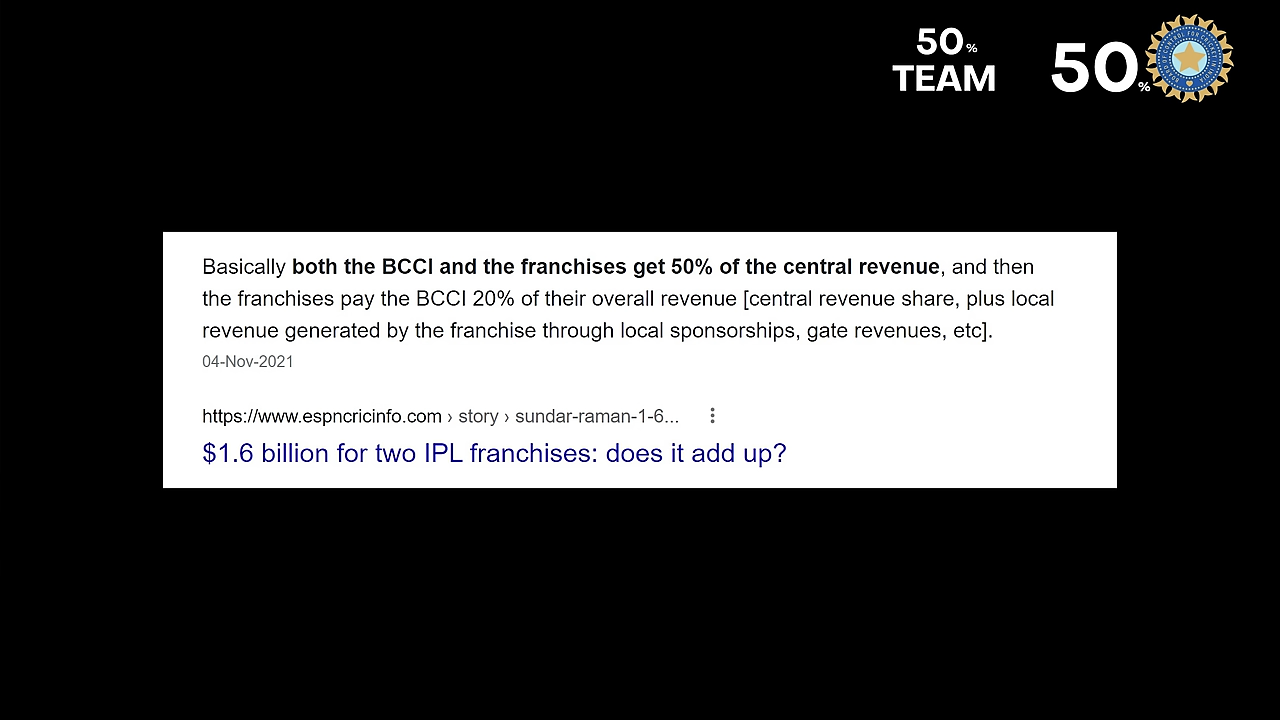 50%
TEAM
50%
Basically both the BCCI and the franchises get 50% of the central revenue, and then
the franchises pay the BCCI 20% of their overall revenue [central revenue share, plus local
revenue generated by the franchise through local sponsorships, gate revenues, etc].
04-Nov-2021
https://www.espncricinfo.com › story › sundar-raman-1-6...
$1.6 billion for two IPL franchises: does it add up?